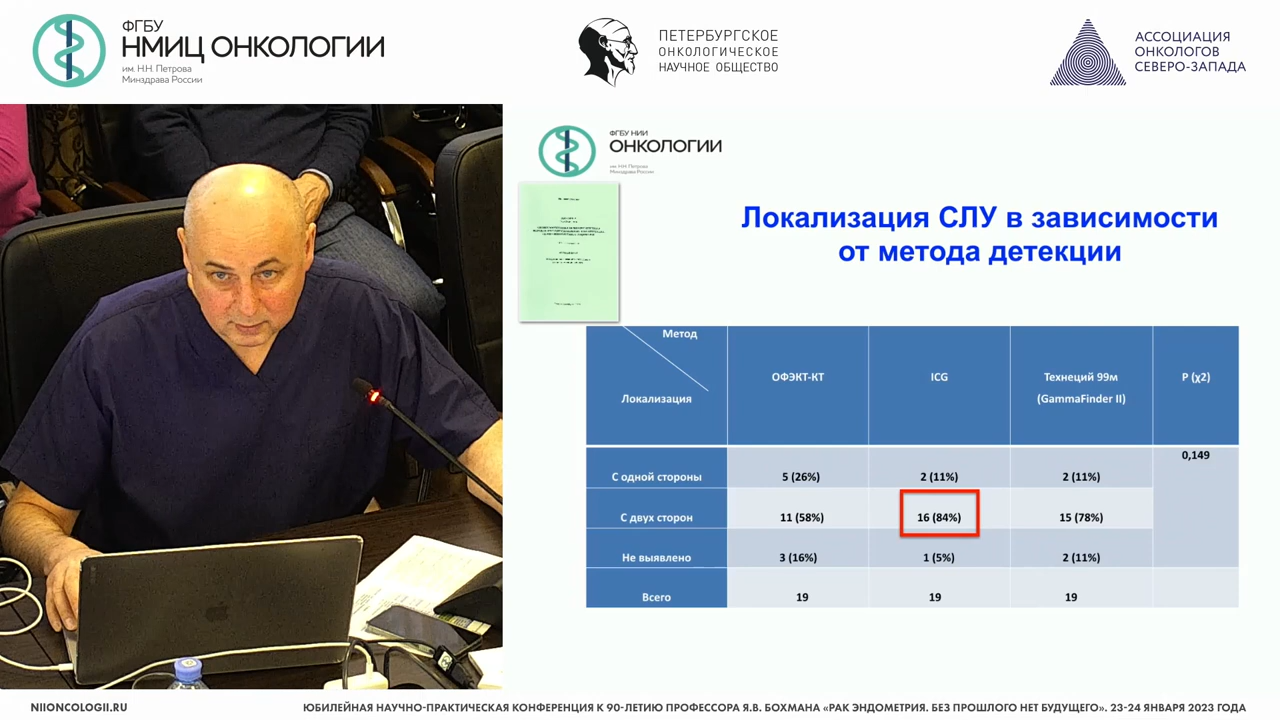 ФГБУ
НМИЦ ОНКОЛОГИИ
им. Н.Н. Петрова
Минздрава России
ПЕТЕРБУРГСКОЕ
ОНКОЛОГИЧЕСКОЕ
НАУЧНОЕ ОБЩЕСТВО
АССОЦИАЦИЯ
ОНКОЛОГОВ
СЕВЕРО-ЗАПАДА
ФГБУ НИИ
ОНКОЛОГИИ
им. Н.Н. Петрова
Минздрава России
Локализация СЛУ в зависимости
от метода детекции
Метод
Локализация
ОФЭКТ-КТ
ICG
Технеций 99м
(GammaFinder II)
P (χ2)
С одной стороны 5 (26%) 2 (11%) 2 (11%) 0,149
С двух сторон 11 (58%) 16 (84%) 15 (78%)
Не выявлено 3 (16%) 1 (5%) 2 (11%)
Всего 19 19 19
NIIONCOLOGII.RU
ЮБИЛЕЙНАЯ НАУЧНО-ПРАКТИЧЕСКАЯ КОНФЕРЕНЦИЯ К 90-ЛЕТИЮ ПРОФЕССОРА Я.В. БОХМАНА «РАК ЭНДОМЕТРИЯ. БЕЗ ПРОШЛОГО НЕТ БУДУЩЕГО». 23-24 ЯНВАРЯ 2023 ГОДА